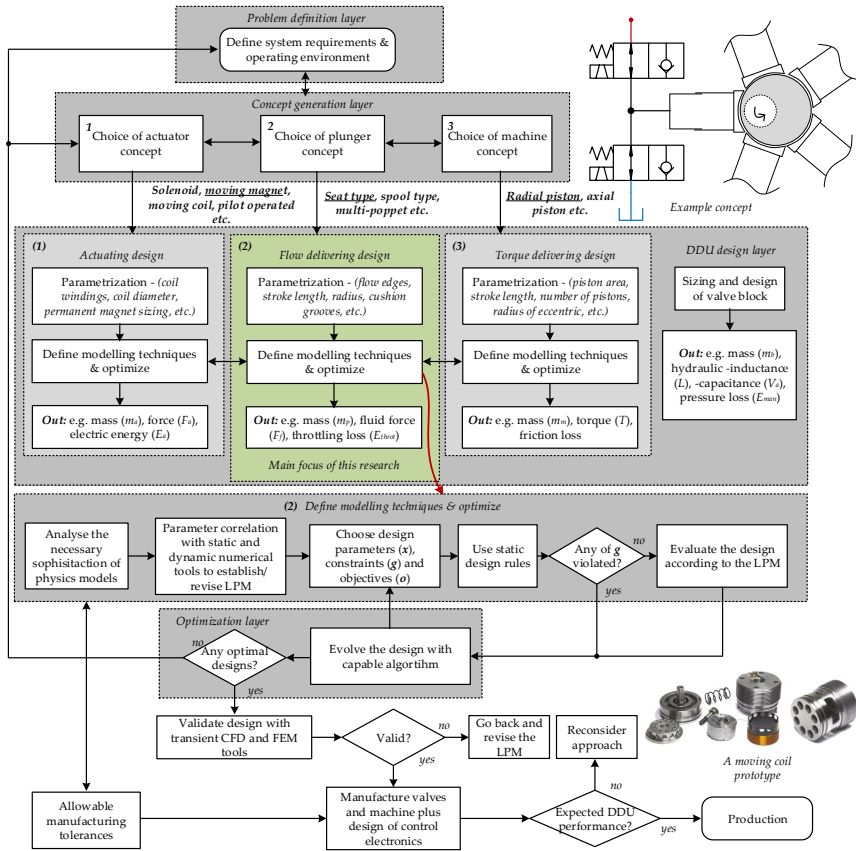 Problem definition layer
Define system requirements &
operating environment
Concept generation layer
1
Choice of actuator
concept
2
Choice of plunger
concept
3
Choice of machine
concept
Solenoid, moving magnet,
moving coil, pilot operated
etc.
Seat type, spool type,
multi-poppet etc.
Radial piston, axial
piston etc.
Example concept
(1)
Actuating design
Parametrization - (coil
windings, coil diameter,
permanent magnet sizing, etc.)
Define modelling techniques
& optimize
Out: e.g. mass (ma), force (Fa),
electric energy (Ea)
(2)
Flow delivering design
Parametrization - (flow edges,
stroke length, radius, cushion
grooves, etc.)
Define modelling techniques
& optimize
Out: e.g. mass (mp), fluid force
(Ff), throttling loss (Ethrot)
Main focus of this research
(3)
Torque delivering design
Parametrization - (piston area,
stroke length, number of pistons,
radius of eccentric, etc.)
Define modelling techniques
& optimize
Out: e.g. mass (mm), torque (T),
friction loss
DDU design layer
Sizing and design
of valve block
Out: e.g. mass (mb),
hydraulic -inductance
(L), -capacitance (Va),
pressure loss (Eman)
(2) Define modelling techniques & optimize
Analyse the
necessary
sophisitaction of
physics models
Parameter correlation
with static and
dynamic numerical
tools to establish/
revise LPM
Choose design
parameters (x),
constraints (g) and
objectives (o)
Use static
design rules
Any of g
violated?
no
yes
Evaluate the design
according to the LPM
Optimization layer
no
Any optimal
designs?
yes
Evolve the design with
capable algortihm
Validate design with
transient CFD and FEM
tools
Valid?
no
yes
Go back and
revise the
LPM
Reconsider
approach
A moving coil
prototype
Allowable
manufacturing
tolerances
Manufacture valves
and machine plus
design of control
electronics
no
Expected DDU
performance?
yes
Production